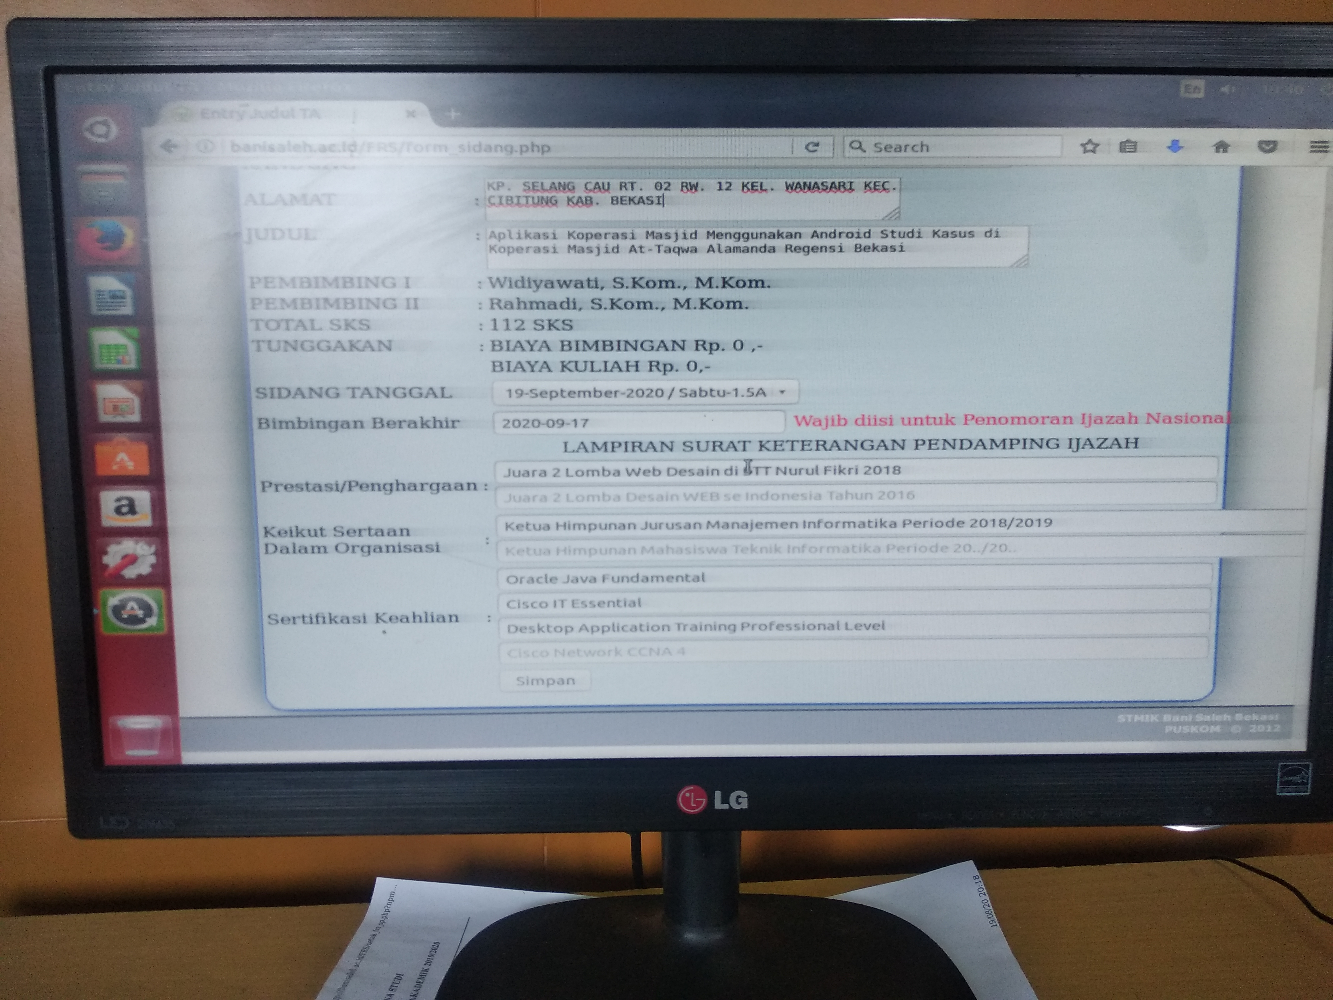 Entry Judul TA
En
banisaleh.ac.id/FRS/form_sidang.php
Search
ALAMAT : KP. SELANG CAU RT. 02 RW. 12 KEL. WANASARI KEC.
CIBITUNG KAB. BEKASI
JUDUL : Aplikasi Koperasi Masjid Menggunakan Android Studi Kasus di
Koperasi Masjid At-Taqwa Alamanda Regensi Bekasi
PEMBIMBING I : Widiyawati, S.Kom., M.Kom.
PEMBIMBING II : Rahmadi, S.Kom., M.Kom.
TOTAL SKS : 112 SKS
TUNGGAKAN : BIAYA BIMBINGAN Rp. 0 ,-
BIAYA KULIAH Rp. 0,-
SIDANG TANGGAL 19-September-2020 / Sabtu-1.5A
Bimbingan Berakhir 2020-09-17 Wajib diisi untuk Penomoran Ijazah Nasional
LAMPIRAN SURAT KETERANGAN PENDAMPING IJAZAH
Prestasi/Penghargaan :
Juara 2 Lomba Web Desain di STT Nurul Fikri 2018
Juara 2 Lomba Desain WEB se Indonesia Tahun 2016
Keikut Sertaan
Dalam Organisasi :
Ketua Himpunan Jurusan Manajemen Informatika Periode 2018/2019
Ketua Himpunan Mahasiswa Teknik Informatika Periode 20../20..
Sertifikasi Keahlian :
Oracle Java Fundamental
Cisco IT Essential
Desktop Application Training Professional Level
Cisco Network CCNA 4
Simpan
STMIK Bani Saleh Bekasi
PUSKOM © 2012
LG